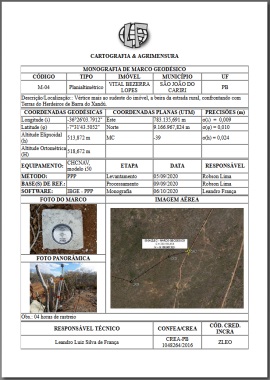 CARTOGRAFIA & AGRIMENSURA
MONOGRAFIA DE MARCO GEODÉSICO
CÓDIGO TIPO IMÓVEL MUNICÍPIO UF
M-04 Planialtimétrico VITAL BEZERRA LOPES SÃO JOÃO DO CARIRI PB
Descrição/Localização: Vértice mais ao sudeste do imóvel, a beira da estrada rural, confrontando com
Terras de Herdeiros de Barra do Xandú.
COORDENADAS GEODÉSICAS COORDENADAS PLANAS (UTM) PRECISÕES (m)
Longitude (λ) -36°26'03.7912" Este 783.135,691 m σ(λ) = 0,009
Latitude (φ) -7°31'43.5052" Norte 9.166.967,824 m σ(φ) = 0,010
Altitude Elipsoidal (h) 513,872 m MC -39 σ(h) = 0,024
Altitude Ortométrica (H) 518,672 m
EQUIPAMENTO: CHCNAV, modelo ETAPA DATA RESPONSÁVEL
MÉTODO: PPP Levantamento 05/09/2020 Robson Lima
BASE(S) DE REF.: Processamento 09/09/2020 Robson Lima
SOFTWARE: IBGE - PPP Monografia 06/10/2020 Leandro França
FOTO DO MARCO IMAGEM AÉREA
FOTO PANORÂMICA
Obs.: 04 horas de rastreio
RESPONSÁVEL TÉCNICO CONFEA/CREA CÓD. CRED. INCRA
Leandro Luiz Silva de França CREA-PB 1048264/2016 ZLEO